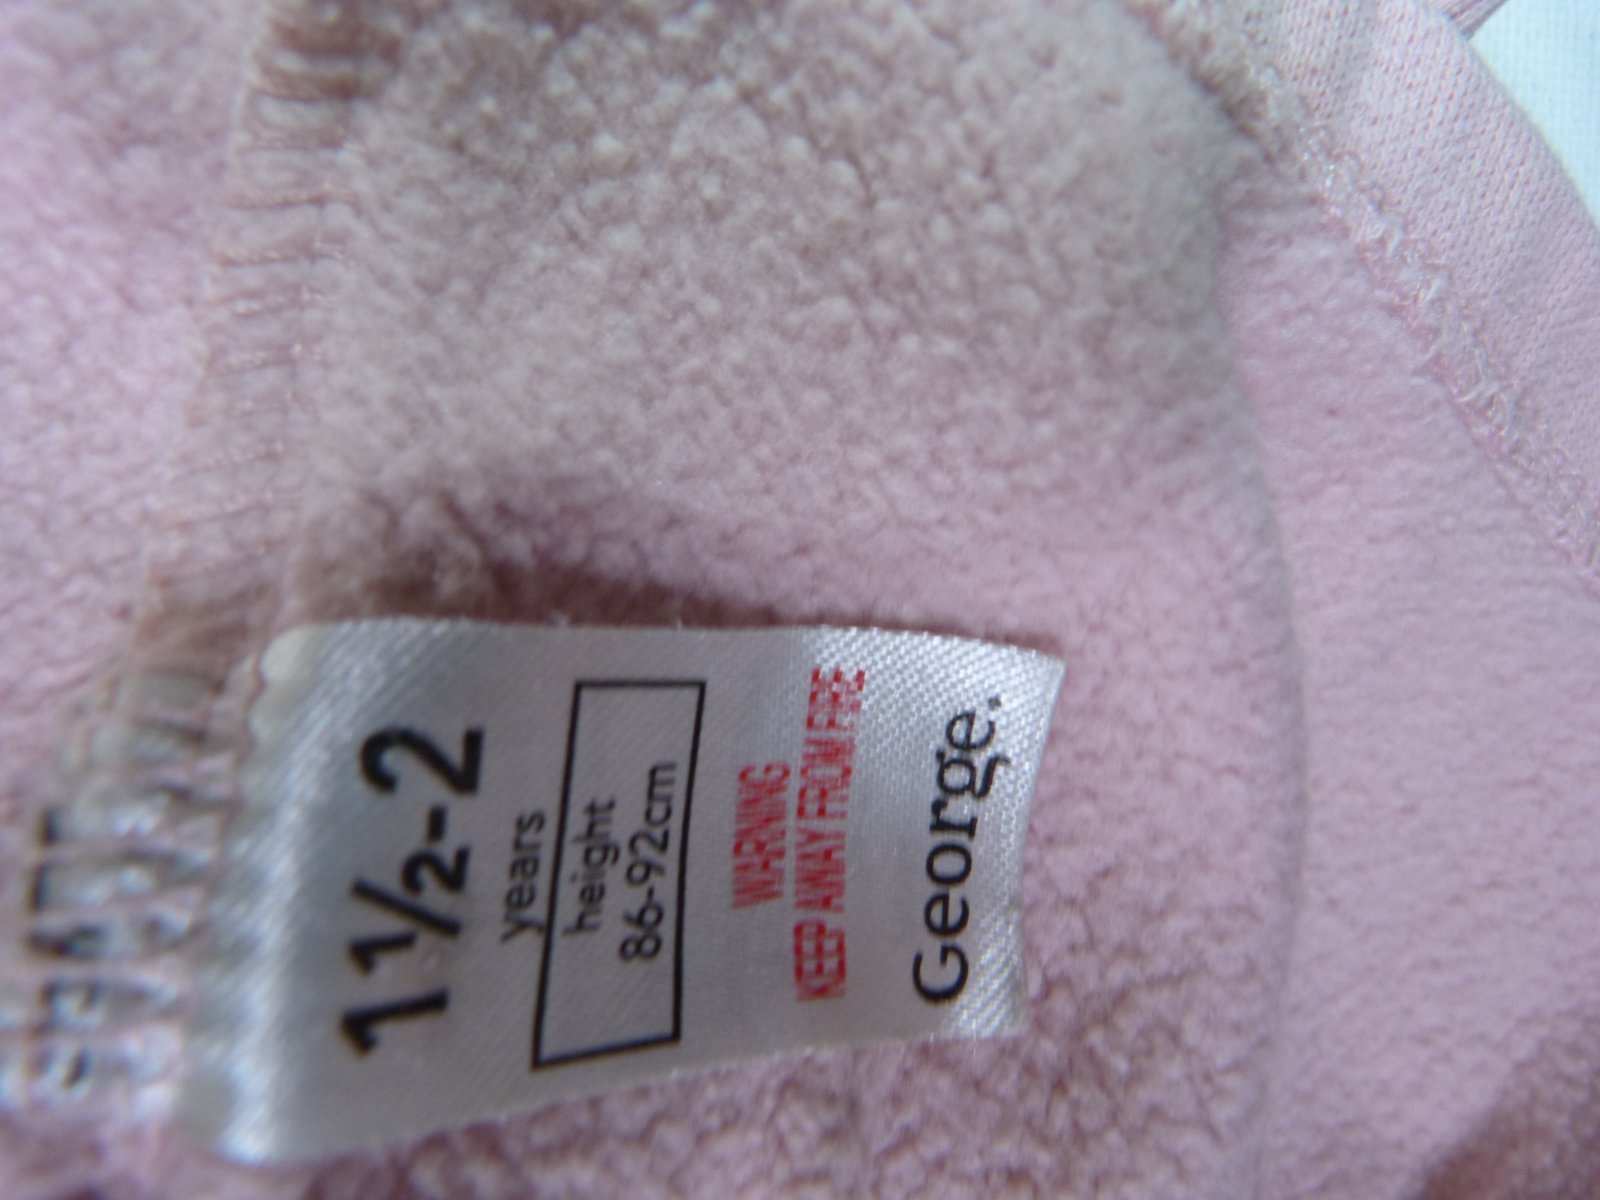 George.
WARNING
KEEP AWAY FROM FIRE
height
86-92cm
years
1½-2